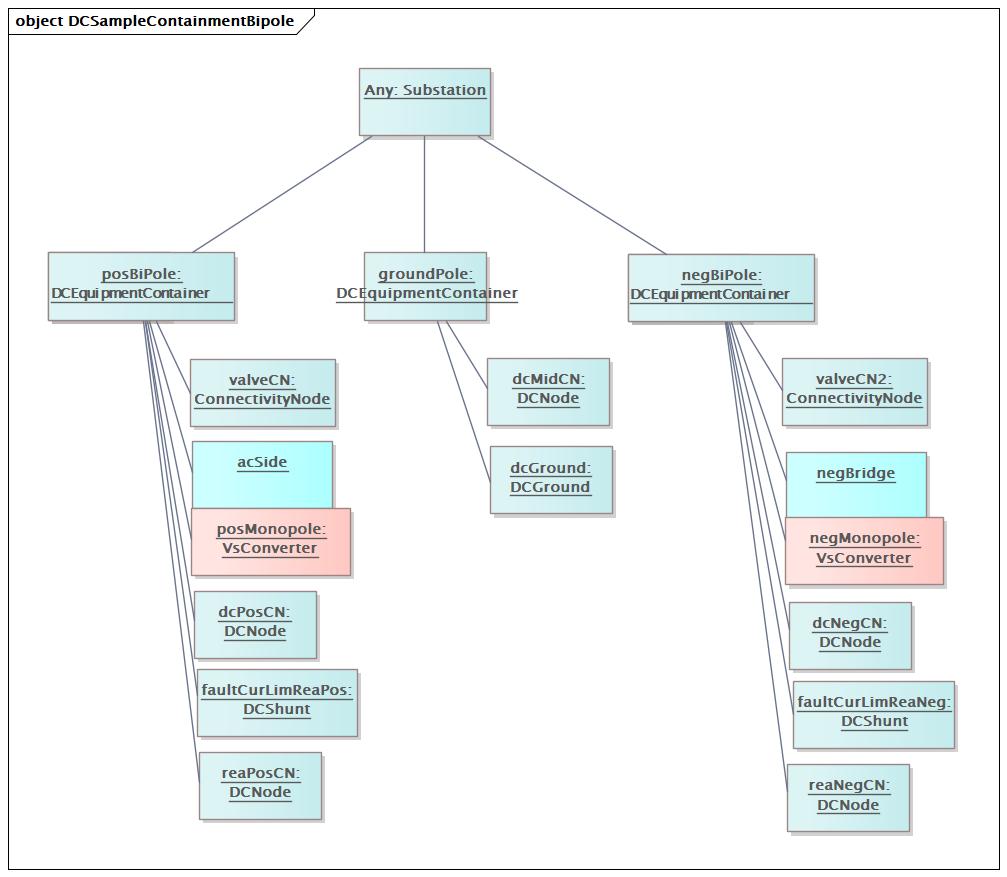 object DCSampleContainmentBipole
Any: Substation
posBiPole:
DCEquipmentContainer
groundPole:
DCEquipmentContainer
negBiPole:
DCEquipmentContainer
valveCN:
ConnectivityNode
acSide
posMonopole:
VsConverter
dcPosCN:
DCNode
faultCurLimReaPos:
DCShunt
reaPosCN:
DCNode
dcMidCN:
DCNode
dcGround:
DCGround
valveCN2:
ConnectivityNode
negBridge
negMonopole:
VsConverter
dcNegCN:
DCNode
faultCurLimReaNeg:
DCShunt
reaNegCN:
DCNode